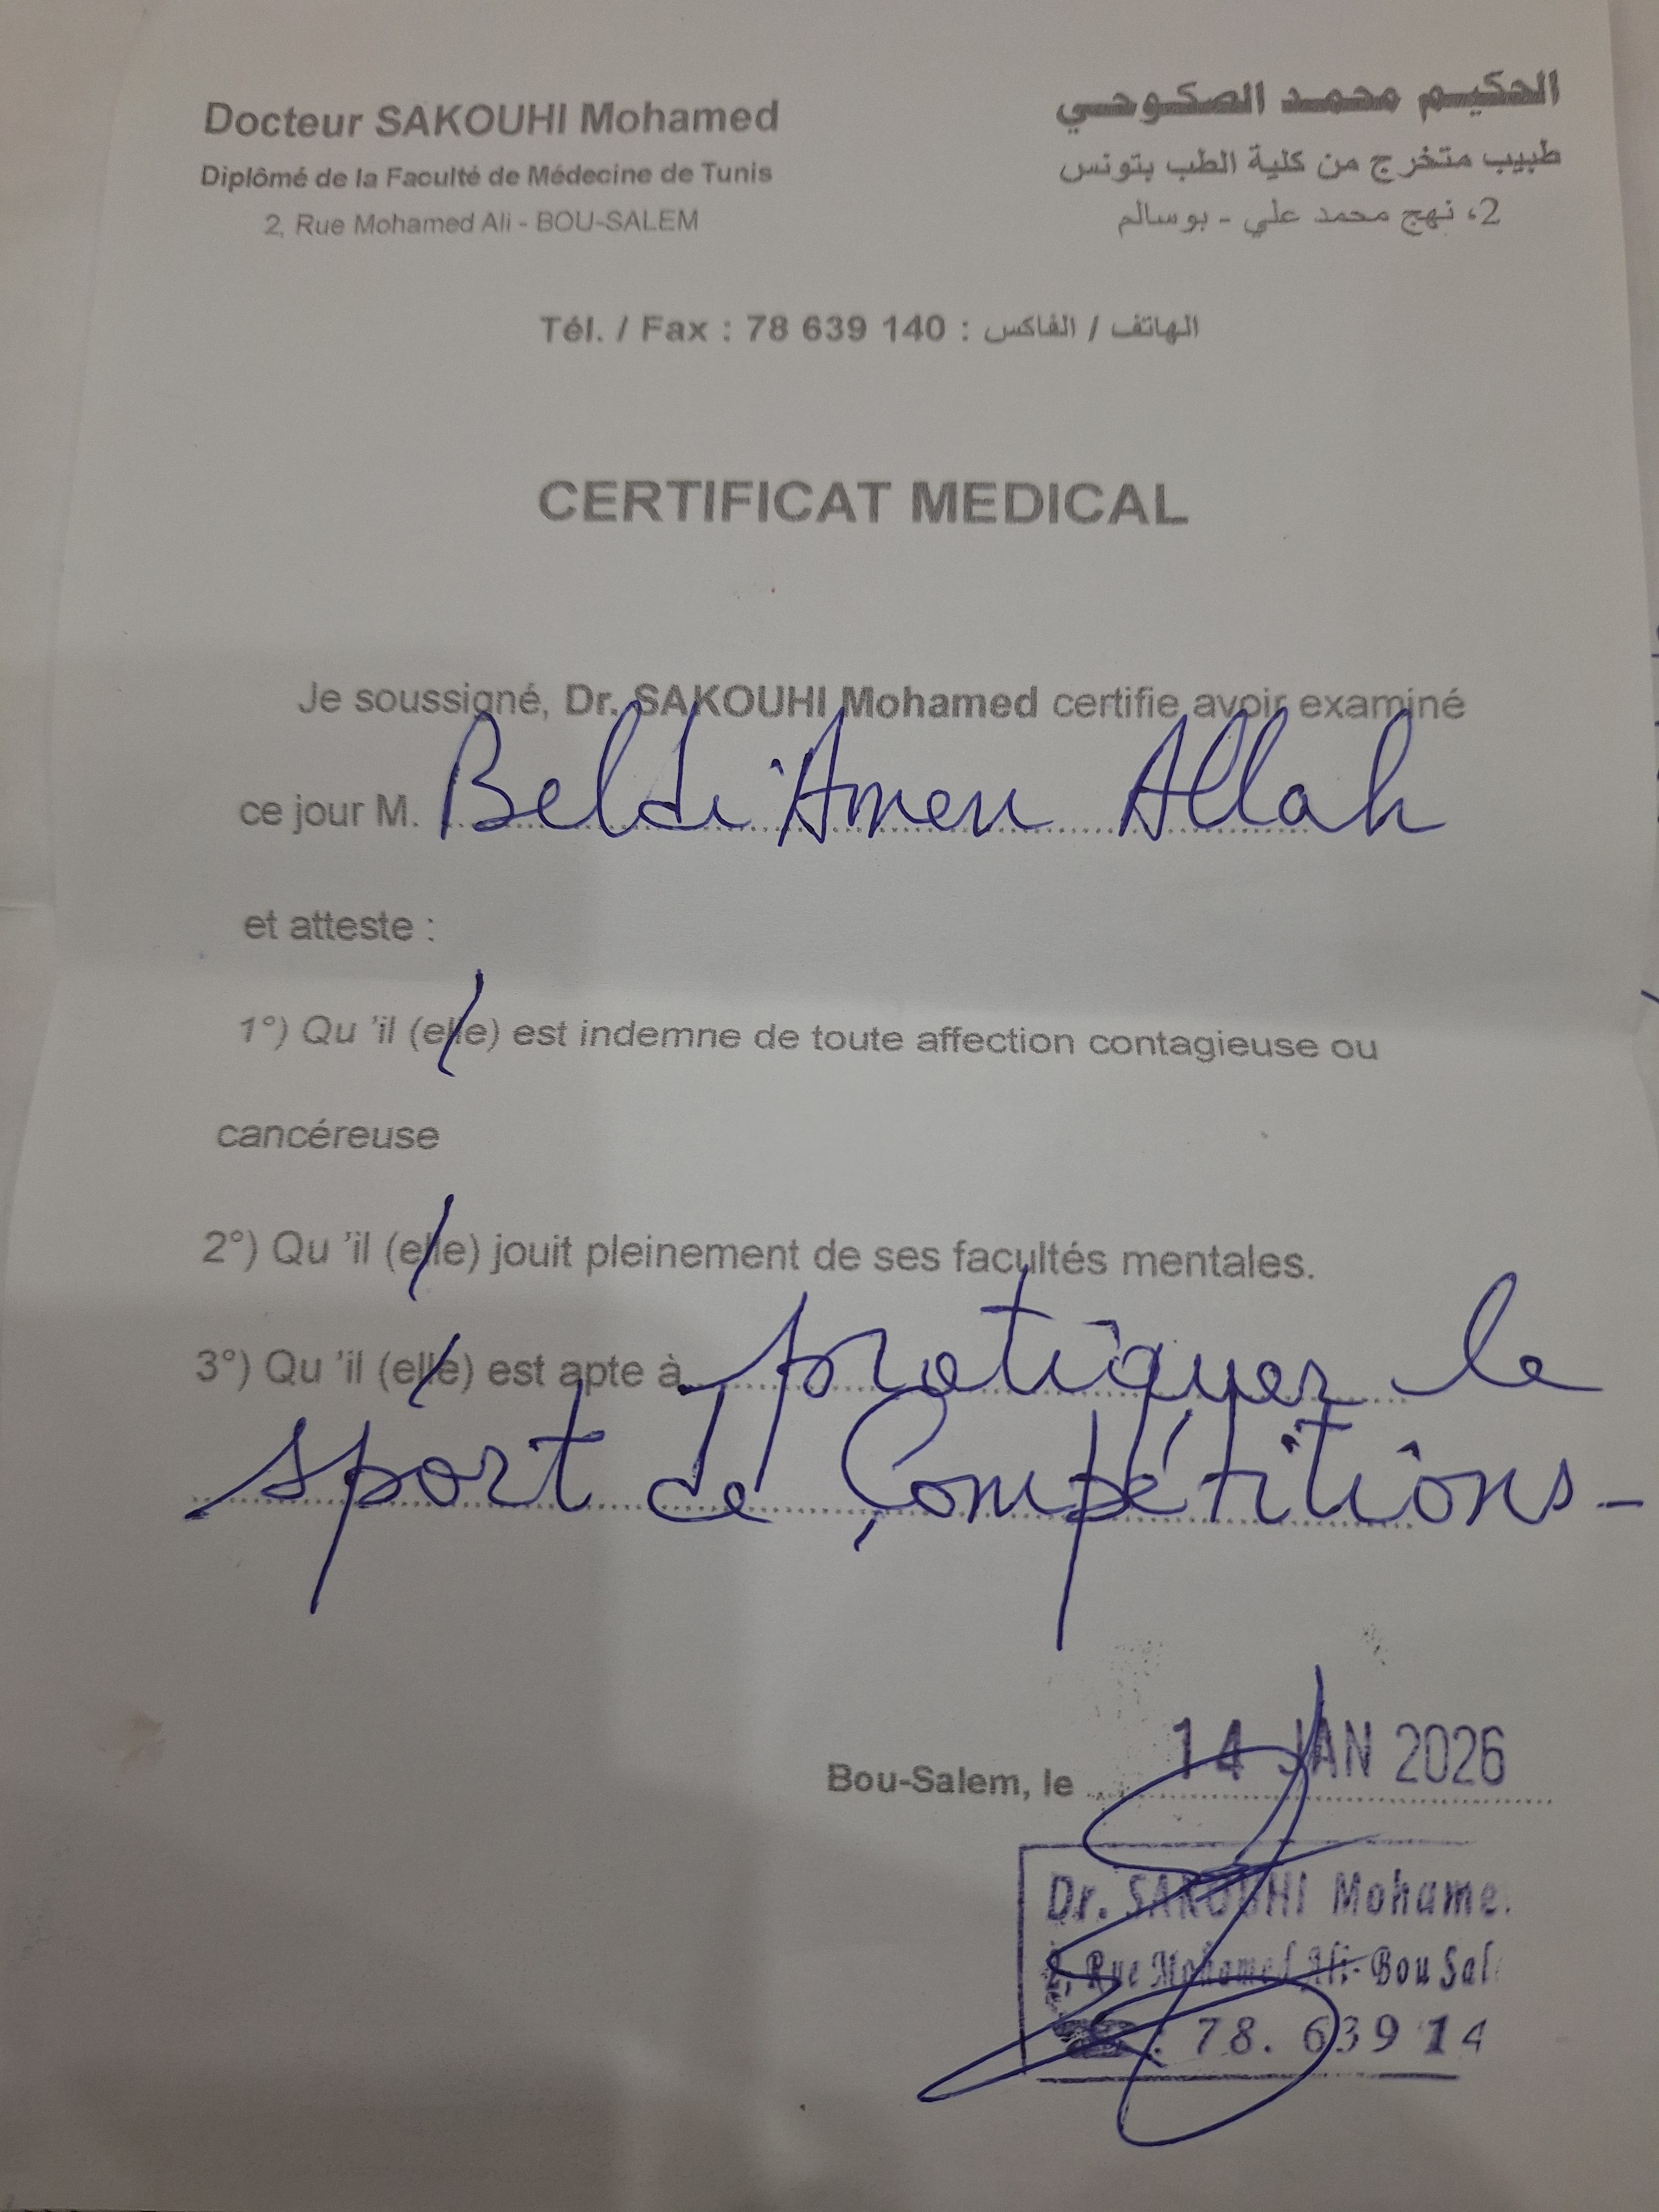 Docteur SAKOUHI Mohamed
Diplômé de la Faculté de Médecine de Tunis
2, Rue Mohamed Ali - BOU-SALEM
الحكيم محمد الصكوحي
طبيب متخرج من كلية الطب بتونس
2، نهج محمد علي - بوسالم
Tél. / Fax : 78 639 140 : الهاتف / الفاكس
CERTIFICAT MEDICAL
Je soussigné, Dr. SAKOUHI Mohamed certifie avoir examiné
ce jour M. Beldi Amen Allah
et atteste :
1°) Qu 'il (elle) est indemne de toute affection contagieuse ou
cancéreuse
2°) Qu 'il (elle) jouit pleinement de ses facultés mentales.
3°) Qu 'il (elle) est apte à pratiquer le
sport de Compétitions-
Bou-Salem, le 14 JAN 2026
Dr. SAKOUHI Mohame
2, Rue Mohamed Ali-Bou Sal
: 78. 639 14